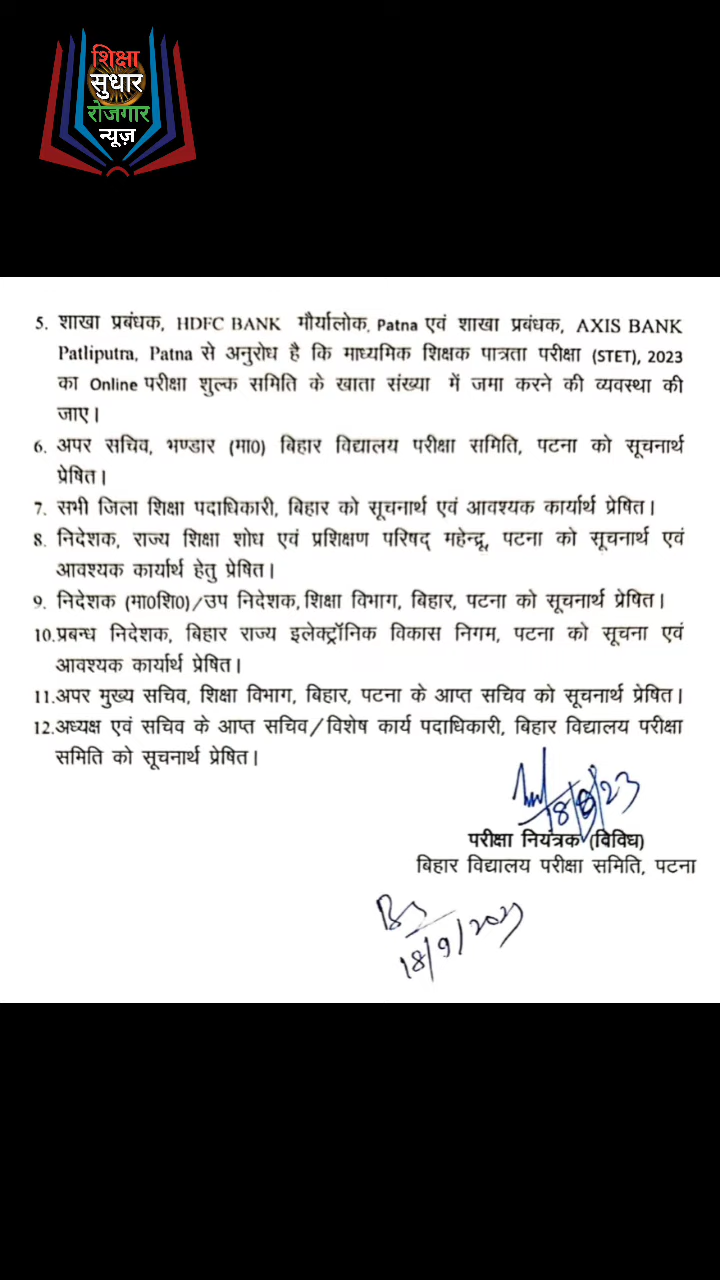 शिक्षा
सुधार
रोजगार
न्यूज़
5. शाखा प्रबंधक, HDFC BANK मौर्यालोक, Patna एवं शाखा प्रबंधक, AXIS BANK
Patliputra, Patna से अनुरोध है कि माध्यमिक शिक्षक पात्रता परीक्षा (STET), 2023
का Online परीक्षा शुल्क समिति के खाता संख्या में जमा करने की व्यवस्था की
जाए।
6. अपर सचिव, भण्डार (मा0) बिहार विद्यालय परीक्षा समिति, पटना को सूचनार्थ
प्रेषित।
7. सभी जिला शिक्षा पदाधिकारी, बिहार को सूचनार्थ एवं आवश्यक कार्यार्थ प्रेषित।
8. निदेशक, राज्य शिक्षा शोध एवं प्रशिक्षण परिषद् महेन्द्रू, पटना को सूचनार्थ एवं
आवश्यक कार्यार्थ हेतु प्रेषित।
9. निदेशक (मा0शि0)/उप निदेशक, शिक्षा विभाग, बिहार, पटना को सूचनार्थ प्रेषित।
10.प्रबन्ध निदेशक, बिहार राज्य इलेक्ट्रॉनिक विकास निगम, पटना को सूचना एवं
आवश्यक कार्यार्थ प्रेषित।
11.अपर मुख्य सचिव, शिक्षा विभाग, बिहार, पटना के आप्त सचिव को सूचनार्थ प्रेषित।
12.अध्यक्ष एवं सचिव के आप्त सचिव/विशेष कार्य पदाधिकारी, बिहार विद्यालय परीक्षा
समिति को सूचनार्थ प्रेषित।
परीक्षा नियंत्रक (विविध)
बिहार विद्यालय परीक्षा समिति, पटना
18/9/2023